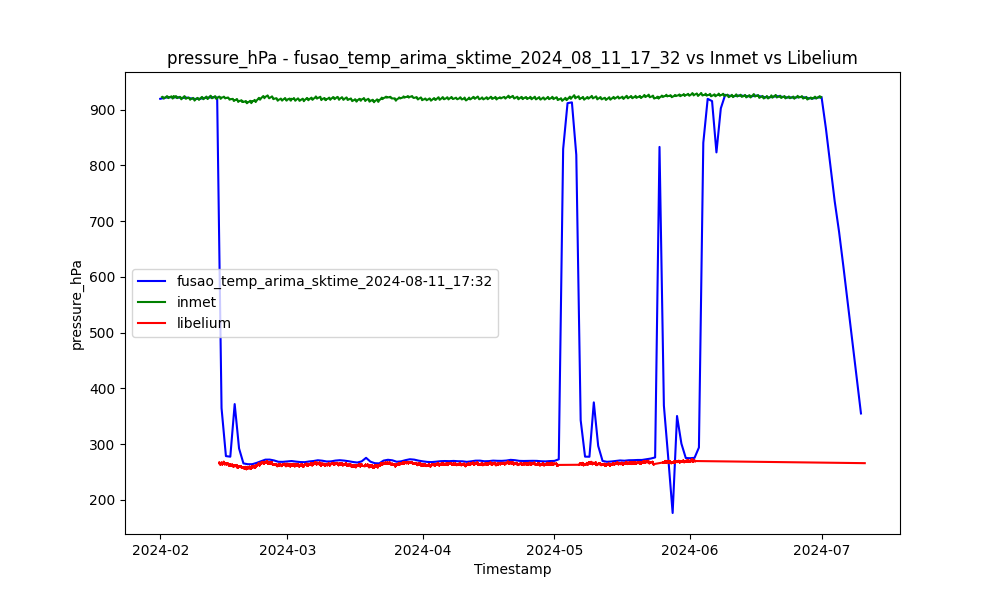 pressure_hPa - fusao_temp_arima_sktime_2024_08_11_17_32 vs Inmet vs Libelium
pressure_hPa
900
800
700
600
500
400
300
200
fusao_temp_arima_sktime_2024-08-11_17:32
inmet
libelium
2024-02
2024-03
2024-04
2024-05
2024-06
2024-07
Timestamp